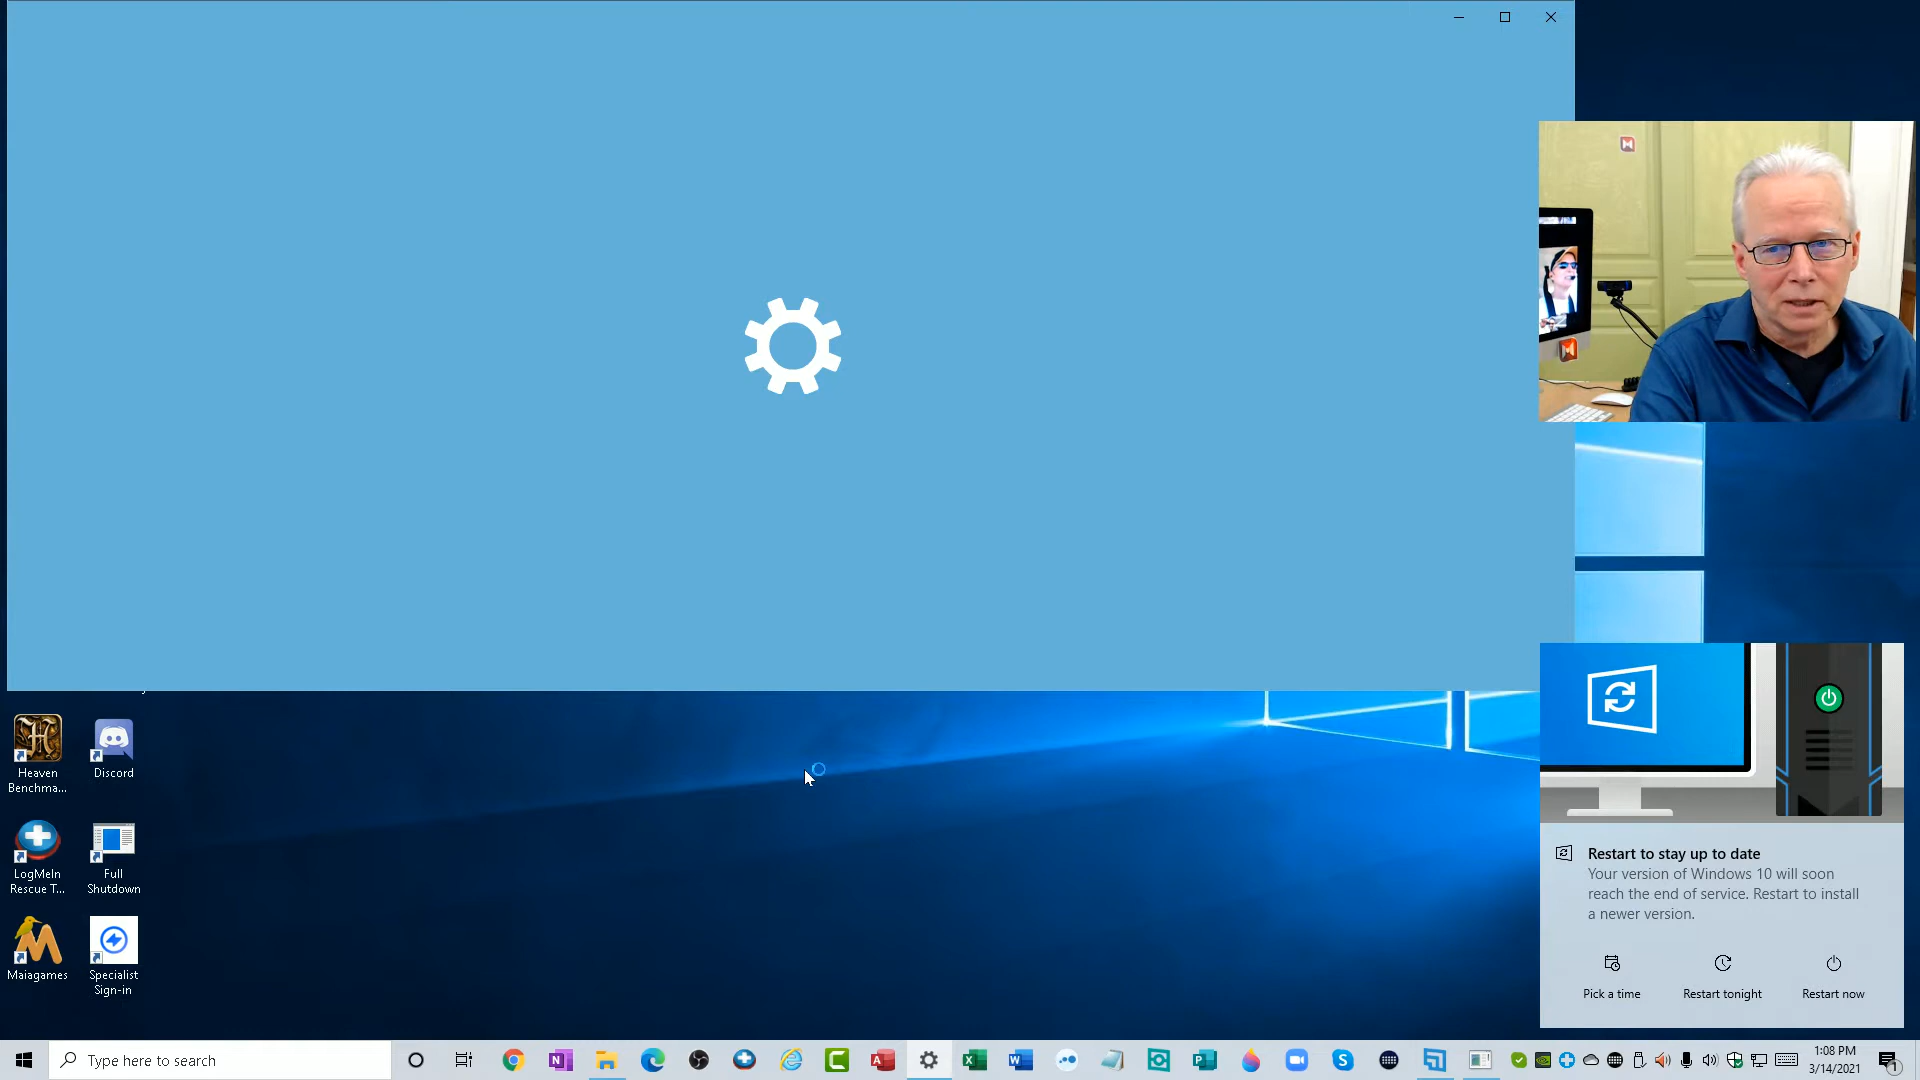 Heaven
Benchma...
Discord
LogMeIn
Rescue T...
Full
Shutdown
Maiagames
Specialist
Sign-in
Restart to stay up to date
Your version of Windows 10 will soon
reach the end of service. Restart to install
a newer version.
Pick a time
Restart tonight
Restart now
Type here to search
1:08 PM
3/14/2021
1